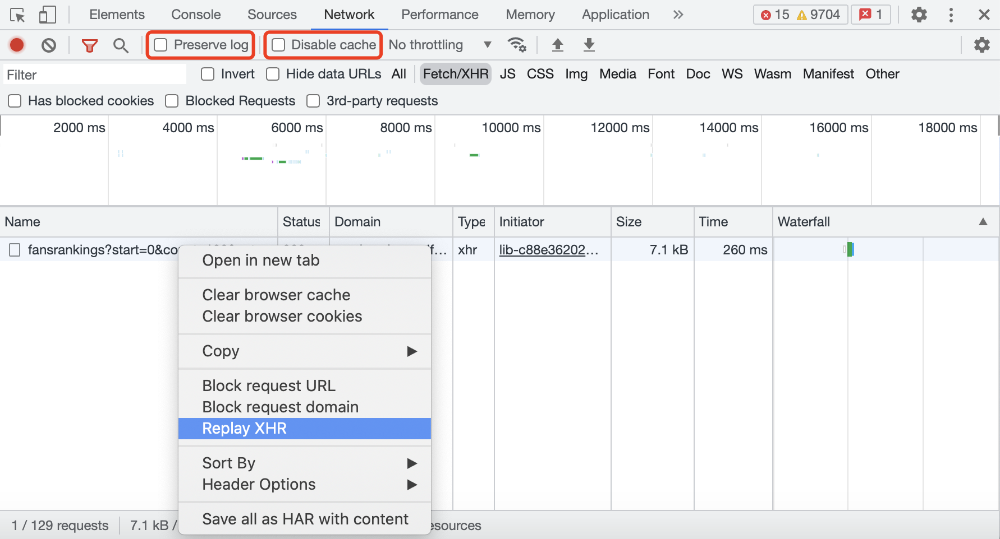 Elements Console Sources Network Performance Memory Application 15 9704 1
Preserve log Disable cache No throttling
Filter Invert Hide data URLs All Fetch/XHR JS CSS Img Media Font Doc WS Wasm Manifest Other
Has blocked cookies Blocked Requests 3rd-party requests
2000 ms 4000 ms 6000 ms 8000 ms 10000 ms 12000 ms 14000 ms 16000 ms 18000 ms
Name Status Domain Type Initiator Size Time Waterfall
fansrankings?start=0&co f... xhr lib-c88e36202... 7.1 kB 260 ms
Open in new tab
Clear browser cache
Clear browser cookies
Copy
Block request URL
Block request domain
Replay XHR
Sort By
Header Options
Save all as HAR with content
1 / 129 requests 7.1 kB / esources